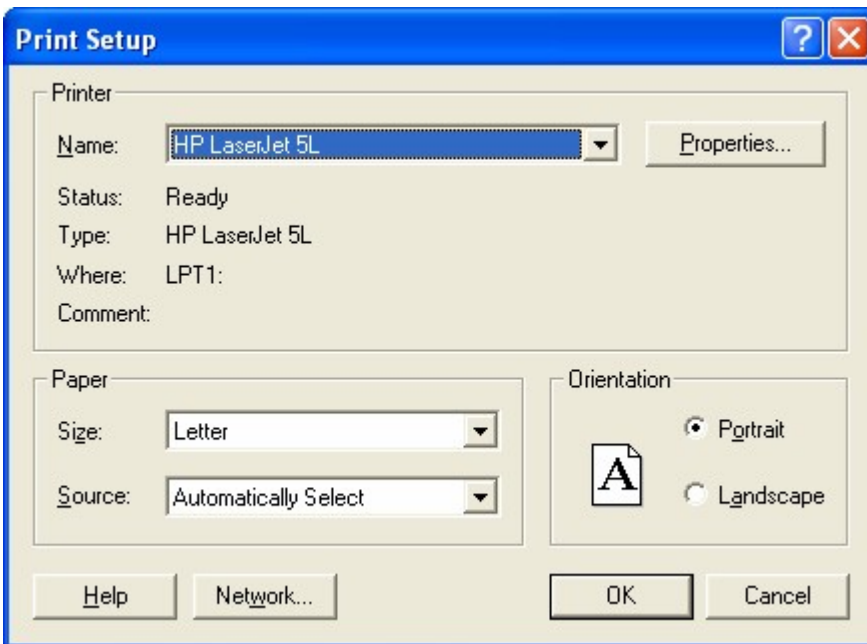 Print Setup
Printer
Name: HP LaserJet 5L Properties...
Status: Ready
Type: HP LaserJet 5L
Where: LPT1:
Comment:
Paper
Size: Letter
Source: Automatically Select
Orientation
A
Portrait
Landscape
Help Network... OK Cancel